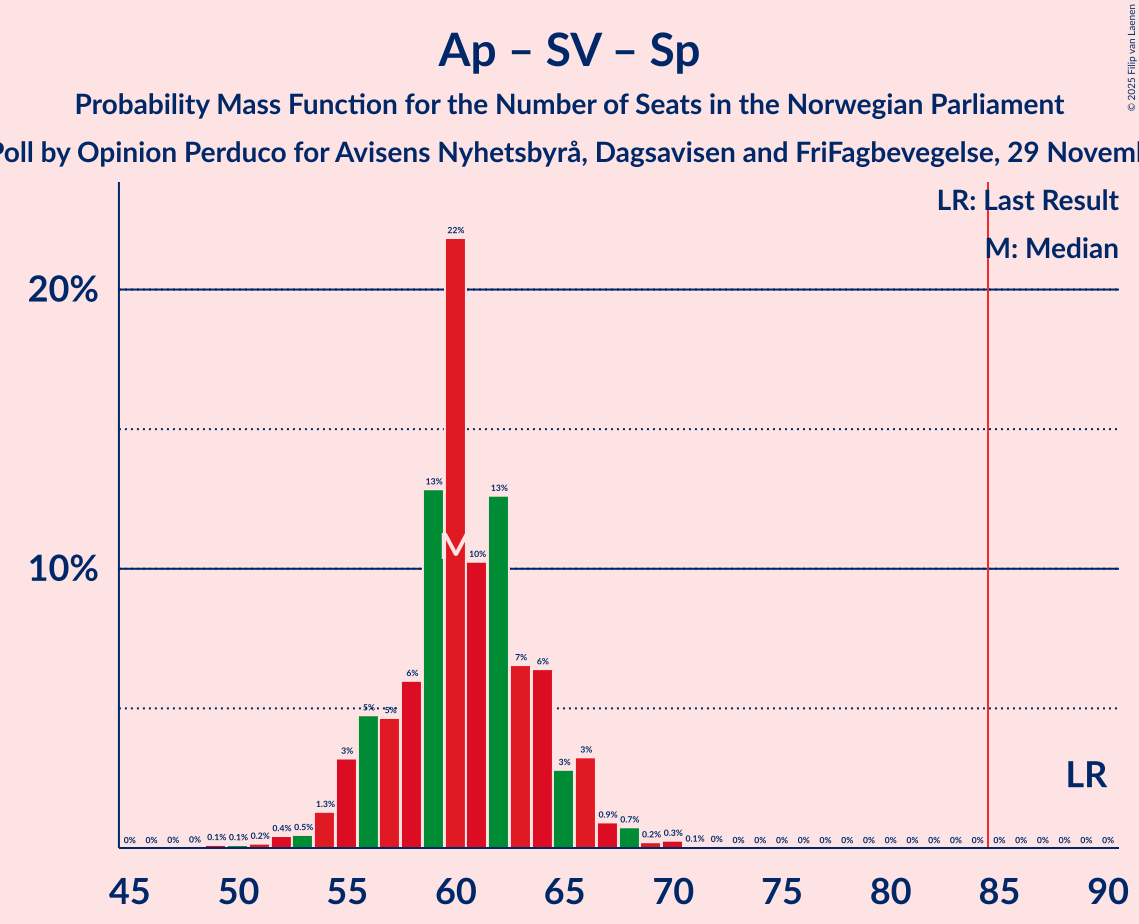 Ap – SV – Sp
Probability Mass Function for the Number of Seats in the Norwegian Parliament
Poll by Opinion Perduco for Avisens Nyhetsbyrå, Dagsavisen and FriFagbevegelse, 29
© 2025 Filip van Laenen
LR: Last Result
M: Median
20%
10%
0% 0% 0% 0% 0.1% 0.1% 0.2% 0.4% 0.5% 1.3% 3% 5% 5% 6% 13% 22% 10% 13% 7% 6% 3% 3% 0.9% 0.7% 0.2% 0.3% 0.1% 0% 0% 0% 0% 0% 0% 0% 0% 0% 0% 0% 0% 0% 0% 0% 0% 0% 0% 0%
M
LR
45 50 55 60 65 70 75 80 85 90